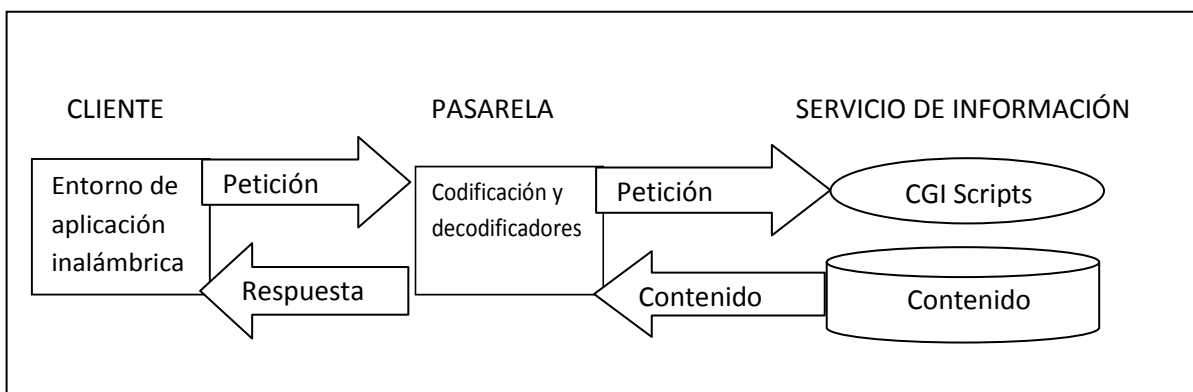 CLIENTE
PASARELA
SERVICIO DE INFORMACIÓN
Entorno de
aplicación
inalámbrica
Petición
Codificación y
decodificadores
Petición
CGI Scripts
Respuesta
Contenido
Contenido